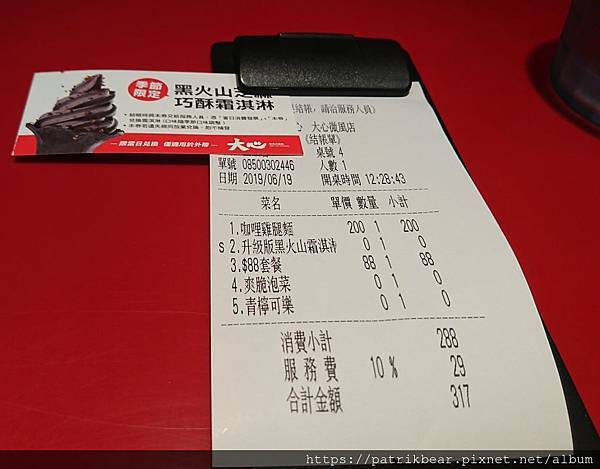 季節
限定
黑火山芝麻
巧酥霜淇淋
大心
(結帳, 請洽服務人員)
大心微風店
(結帳單)
桌號 4
單號 08500302446 人數 1
日期 2019/06/19 開桌時間 12:28:43
菜名 單價 數量 小計
1.咖哩雞腿麵 200 1 200
S 2.升級版黑火山霜淇淋 0 1 0
3.$88套餐 88 1 88
4.爽脆泡菜 0 1 0
5.青檸可樂 0 1 0
消費小計 288
服務費 10 % 29
合計金額 317
https://patrikbear.pixnet.net/album